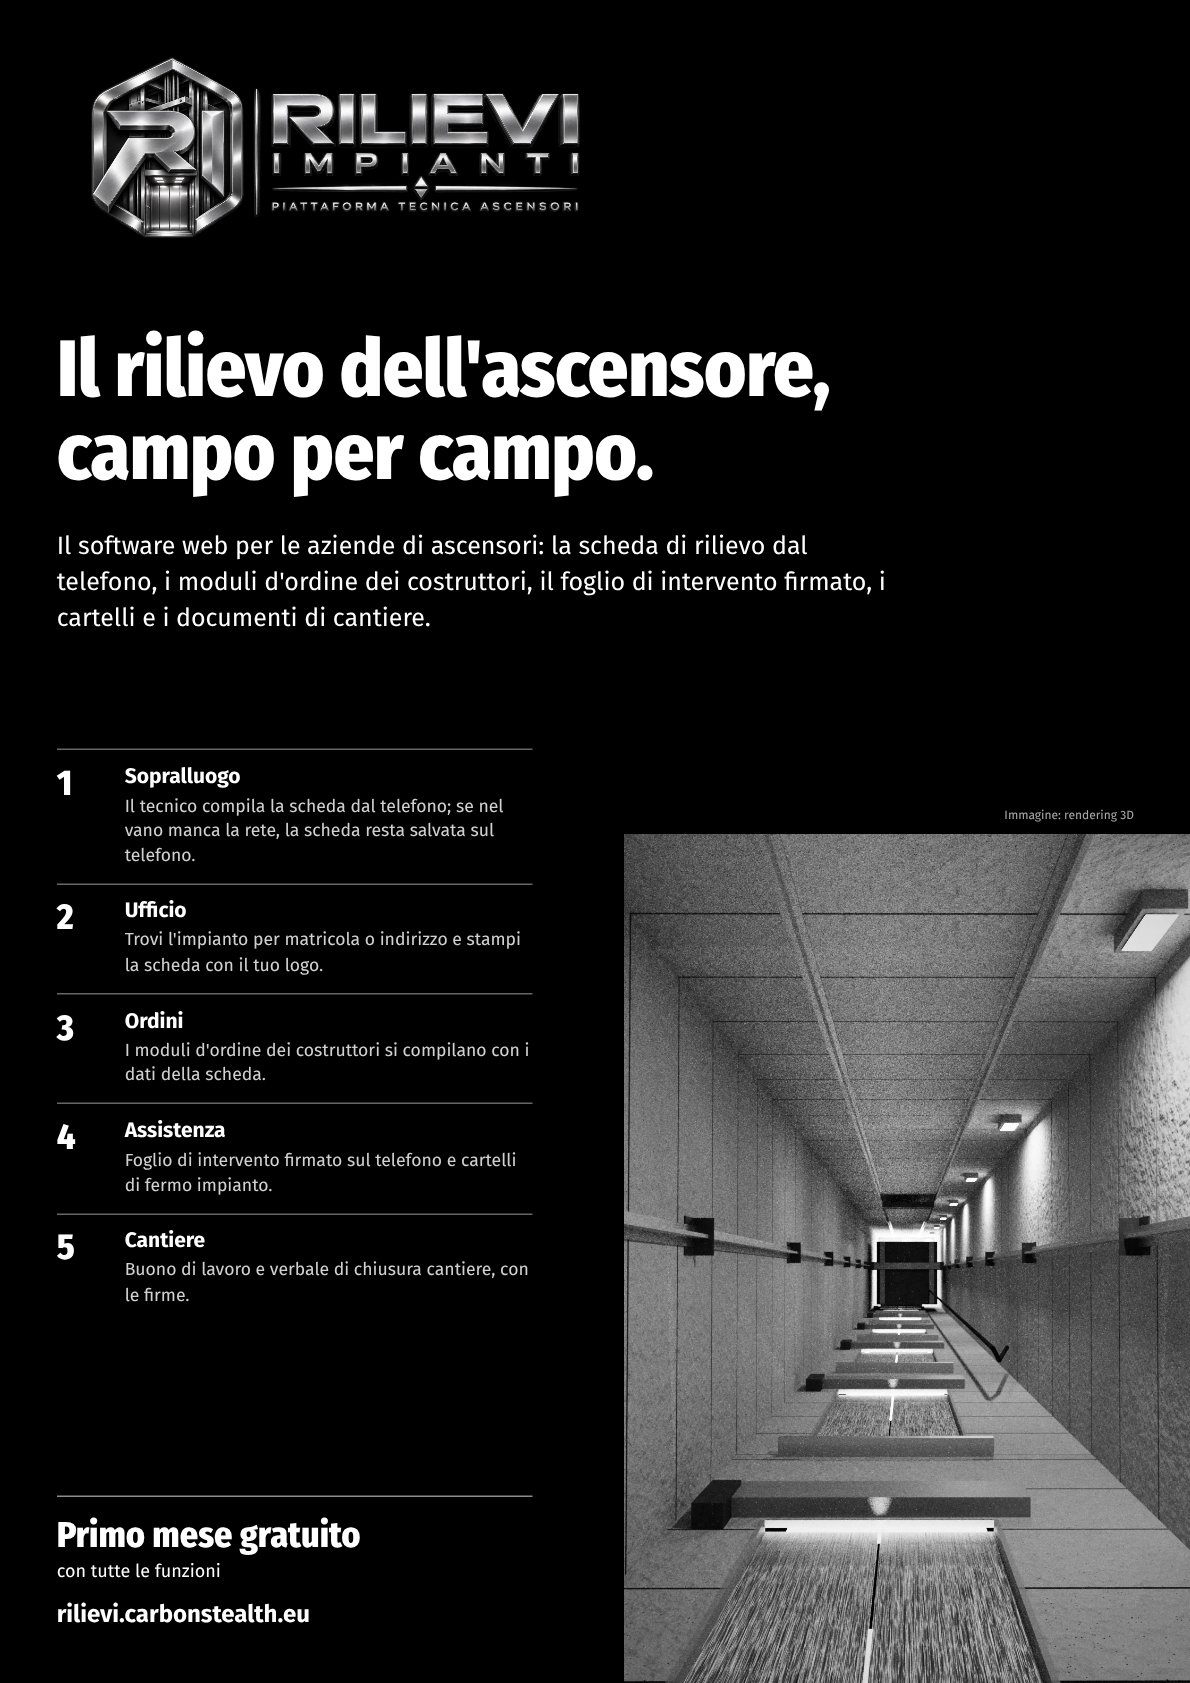 RI
RILIEVI
IMPIANTI
PIATTAFORMA TECNICA ASCENSORI
Il rilievo dell'ascensore,
campo per campo.
Il software web per le aziende di ascensori: la scheda di rilievo dal
telefono, i moduli d'ordine dei costruttori, il foglio di intervento firmato, i
cartelli e i documenti di cantiere.
1
Sopralluogo
Il tecnico compila la scheda dal telefono; se nel
vano manca la rete, la scheda resta salvata sul
telefono.
2
Ufficio
Trovi l'impianto per matricola o indirizzo e stampi
la scheda con il tuo logo.
3
Ordini
I moduli d'ordine dei costruttori si compilano con i
dati della scheda.
4
Assistenza
Foglio di intervento firmato sul telefono e cartelli
di fermo impianto.
5
Cantiere
Buono di lavoro e verbale di chiusura cantiere, con
le firme.
Primo mese gratuito
con tutte le funzioni
rilievi.carbonstealth.eu
Immagine: rendering 3D